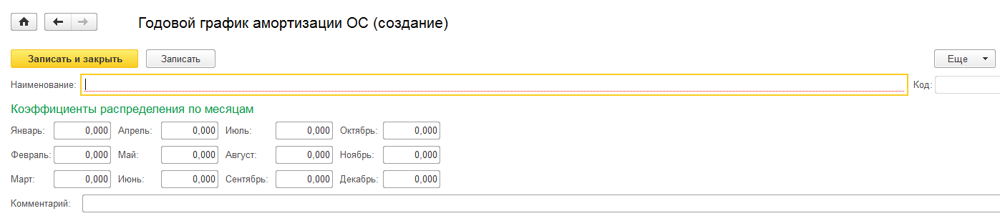 Годовой график амортизации ОС (создание)
Записать и закрыть Записать Еще
Наименование: Код:
Коэффициенты распределения по месяцам
Январь: 0,000 Апрель: 0,000 Июль: 0,000 Октябрь: 0,000
Февраль: 0,000 Май: 0,000 Август: 0,000 Ноябрь: 0,000
Март: 0,000 Июнь: 0,000 Сентябрь: 0,000 Декабрь: 0,000
Комментарий: